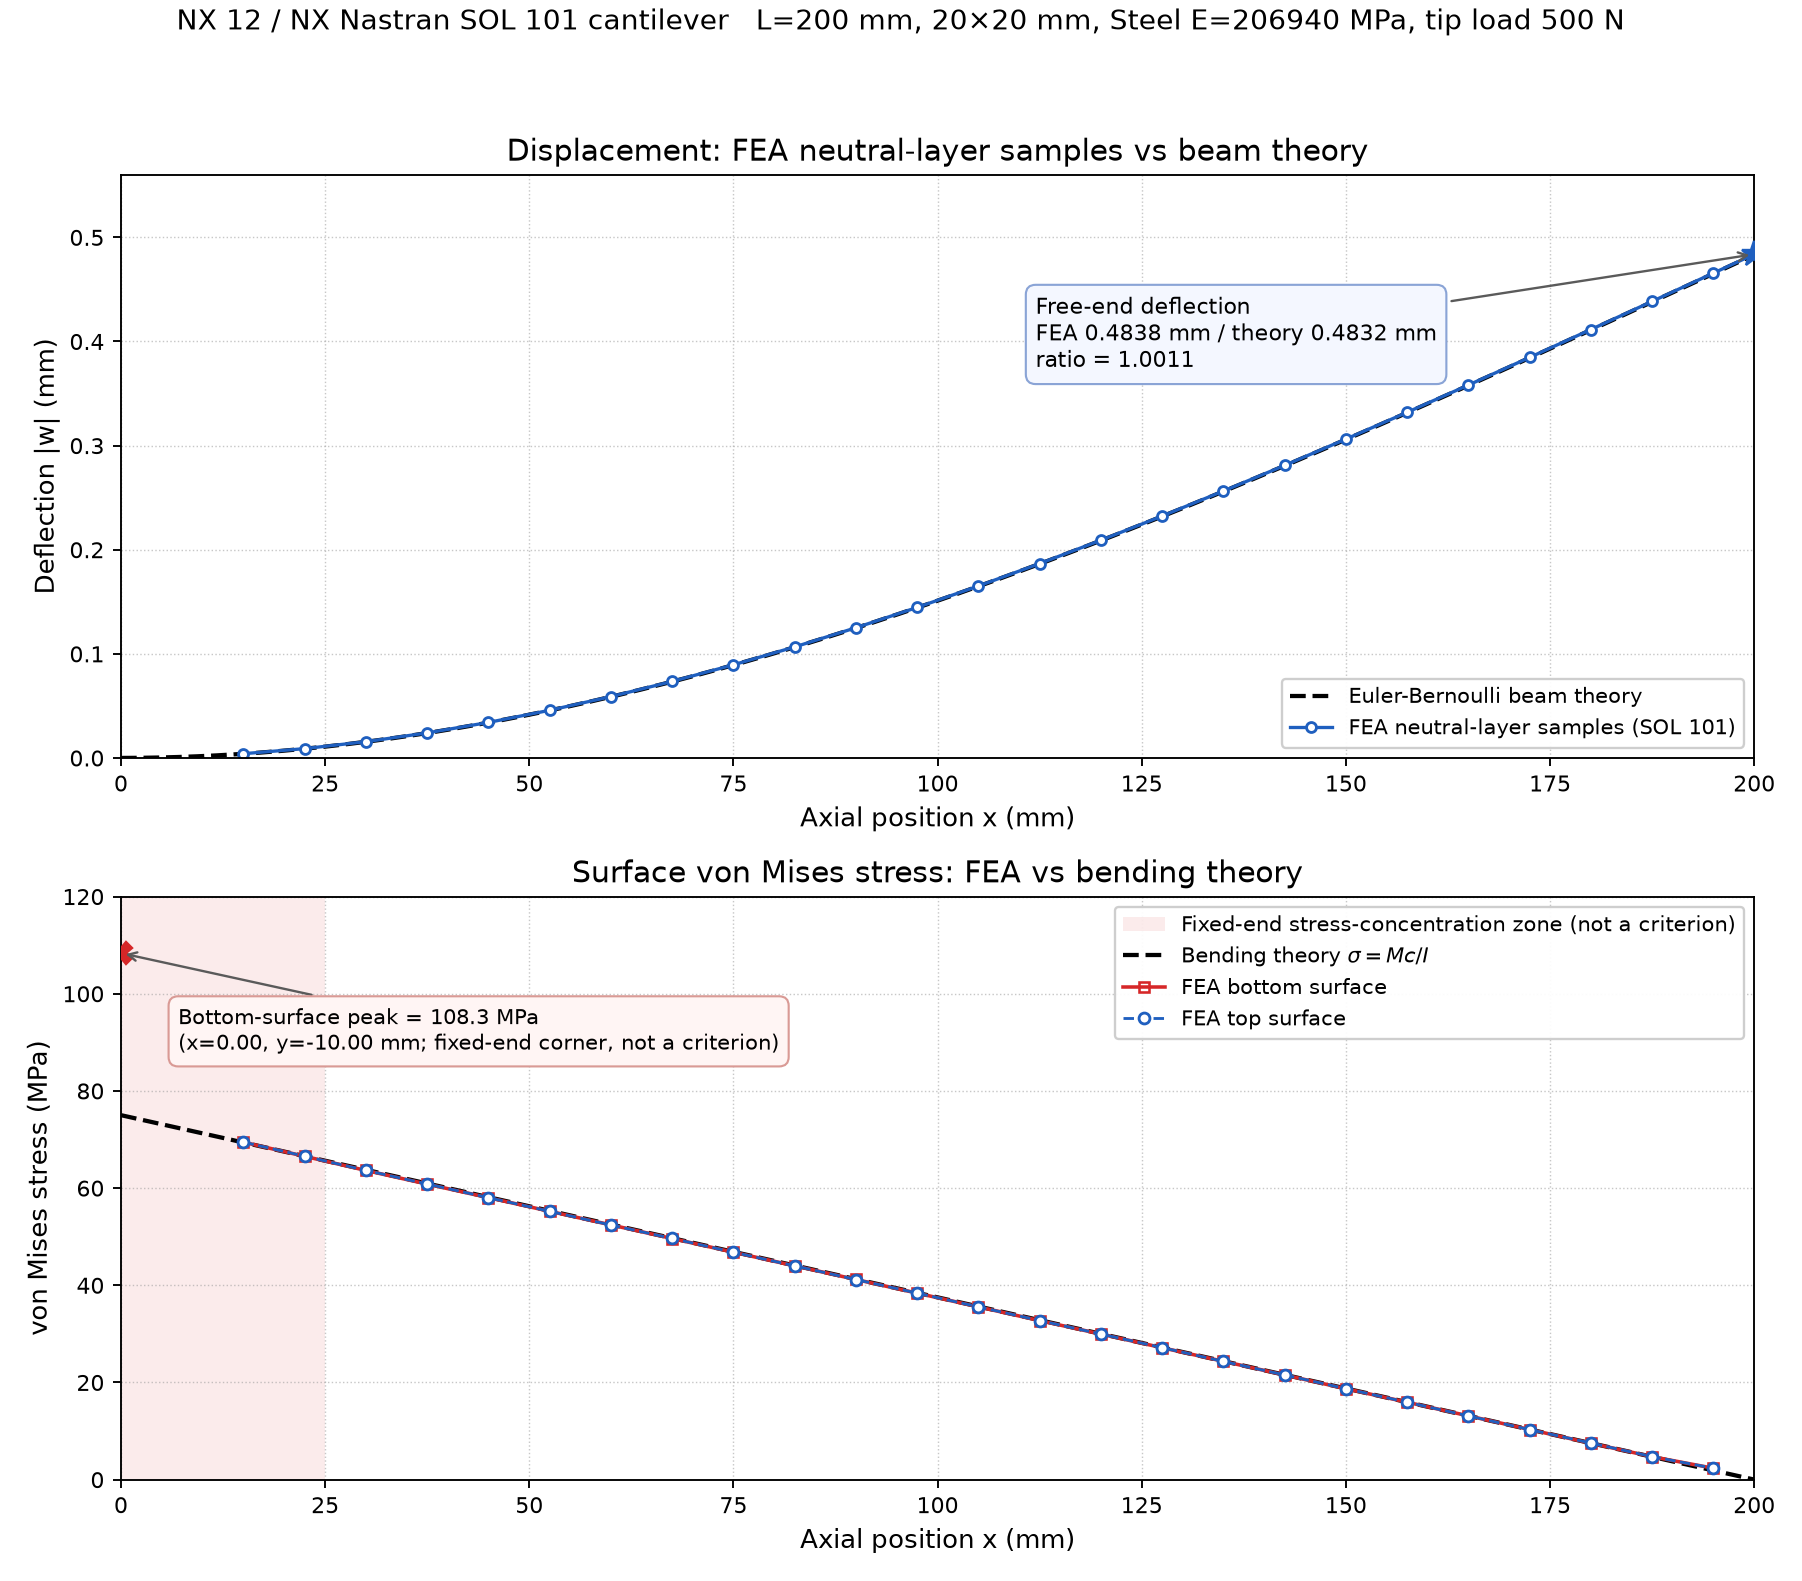 NX 12 / NX Nastran SOL 101 cantilever   L=200 mm, 20×20 mm, Steel E=206940 MPa, tip load 500 N
Displacement: FEA neutral-layer samples vs beam theory
Deflection |w| (mm)
0.5
0.4
0.3
0.2
0.1
0.0
Free-end deflection
FEA 0.4838 mm / theory 0.4832 mm
ratio = 1.0011
Euler-Bernoulli beam theory
FEA neutral-layer samples (SOL 101)
0 25 50 75 100 125 150 175 200
Axial position x (mm)
Surface von Mises stress: FEA vs bending theory
von Mises stress (MPa)
120
100
80
60
40
20
0
Fixed-end stress-concentration zone (not a criterion)
Bending theory σ = Mc/I
FEA bottom surface
FEA top surface
Bottom-surface peak = 108.3 MPa
(x=0.00, y=-10.00 mm; fixed-end corner, not a criterion)
0 25 50 75 100 125 150 175 200
Axial position x (mm)